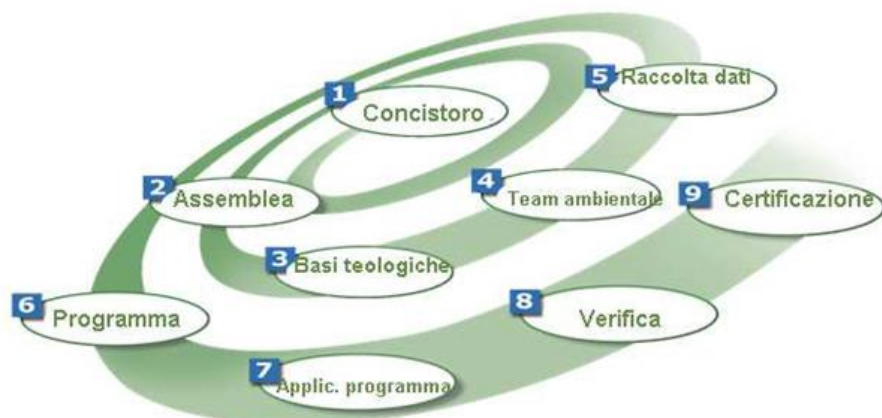 1
Concistoro
2
Assemblea
3
Basi teologiche
4
Team ambientale
5
Raccolta dati
6
Programma
7
Applic. programma
8
Verifica
9
Certificazione